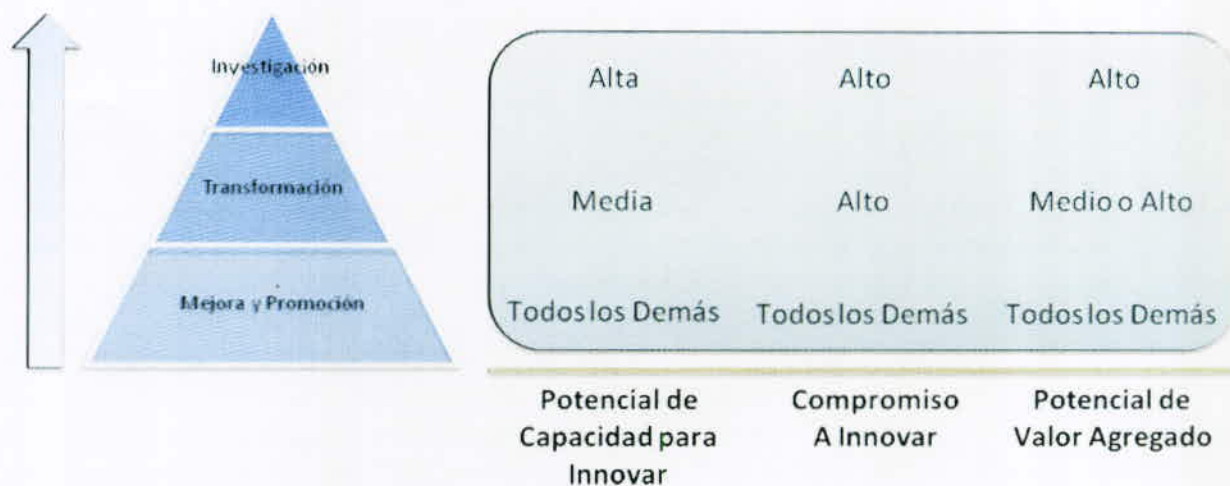 Investigación
Alta Alto Alto
Transformación
Media Alto Medio o Alto
Mejora y Promoción
Todos los Demás Todos los Demás Todos los Demás
Potencial de Capacidad para Innovar
Compromiso A Innovar
Potencial de Valor Agregado